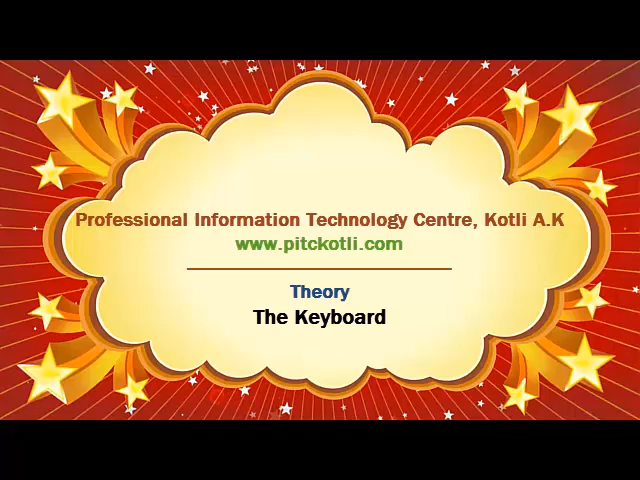 Professional Information Technology Centre, Kotli A.K
www.pitckotli.com
Theory
The Keyboard